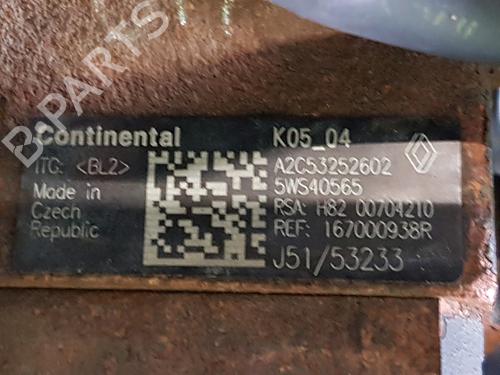 B-PARTS
Continental
ITG: <BL2>
Made in
Czech
Republic
K05_04
A2C53252602
5WS40565
RSA: H82 00704210
REF: 167000938R
J51/53233